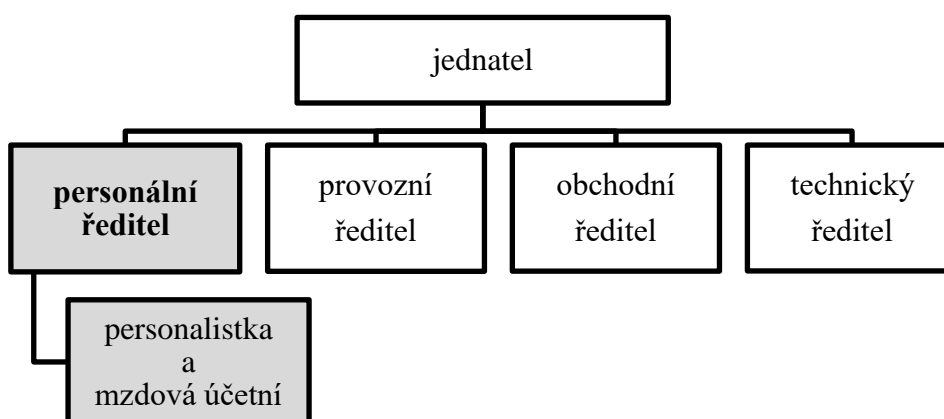 jednatel
personální
ředitel
provozní
ředitel
obchodní
ředitel
technický
ředitel
personalistka
a
mzdová účetní